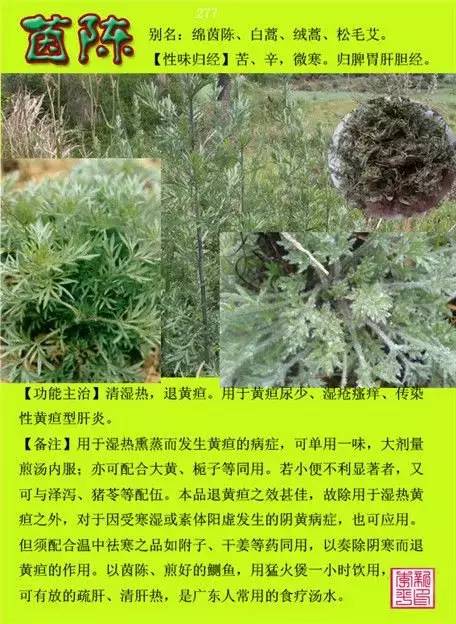 277
茵陈
别名：绵茵陈、白蒿、绒蒿、松毛艾。
【性味归经】苦、辛，微寒。归脾胃肝胆经。
【功能主治】清湿热，退黄疸。用于黄疸尿少、湿疮瘙痒、传染
性黄疸型肝炎。
【备注】用于湿热熏蒸而发生黄疸的病症，可单用一味，大剂量
煎汤内服；亦可配合大黄、栀子等同用。若小便不利显著者，又
可与泽泻、猪苓等配伍。本品退黄疸之效甚佳，故除用于湿热黄
疸之外，对于因受寒湿或素体阳虚发生的阴黄病症，也可应用。
但须配合温中祛寒之品如附子、干姜等药同用，以奏除阴寒而退
黄疸的作用。以茵陈、煎好的鲫鱼，用猛火煲一小时饮用，
可有放的疏肝、清肝热，是广东人常用的食疗汤水。